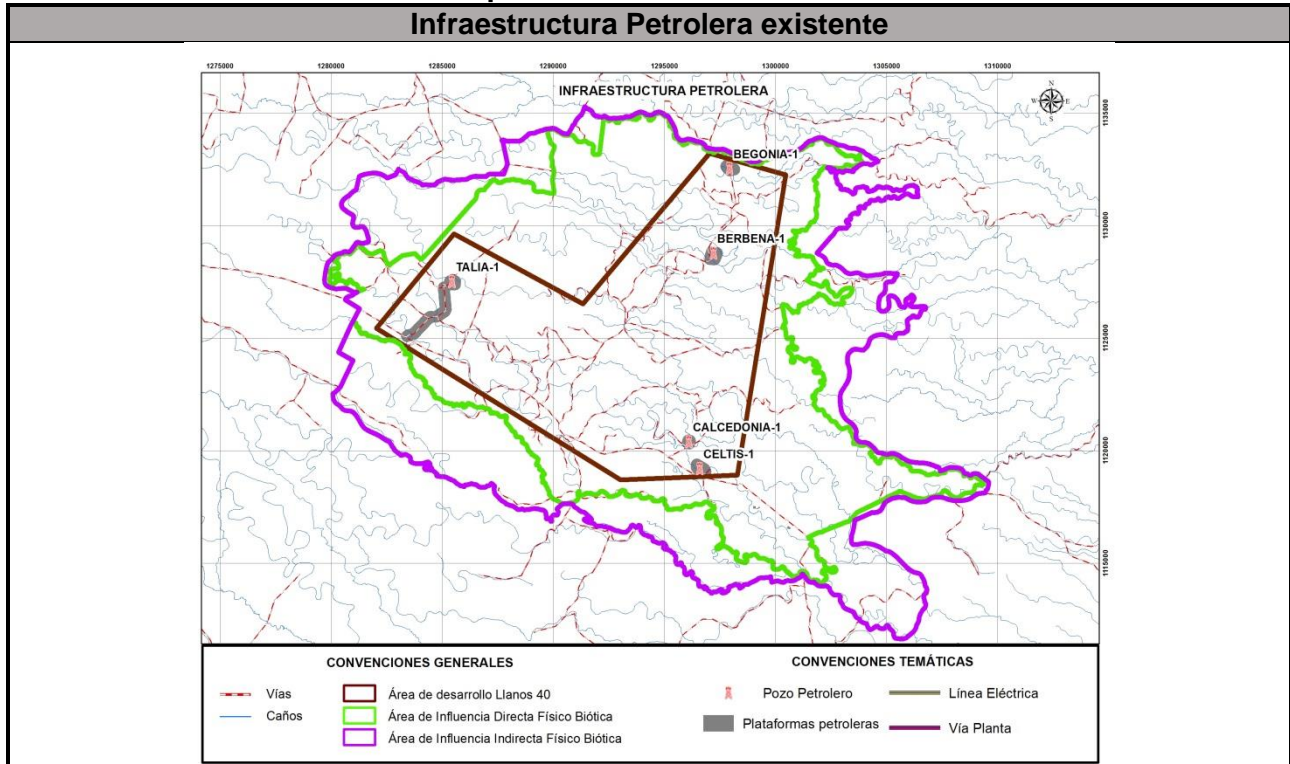 Infraestructura Petrolera existente
1275000 1280000 1285000 1290000 1295000 1300000 1305000 1310000
INFRAESTRUCTURA PETROLERA
N
W E
S
1135000
BEGONIA-1
1130000
BERBENA-1
TALIA-1
1125000
CALCEDONIA-1
1120000
CELTIS-1
1115000
CONVENCIONES GENERALES
Vías
Caños
Área de desarrollo Llanos 40
Área de Influencia Directa Físico Biótica
Área de Influencia Indirecta Físico Biótica
CONVENCIONES TEMÁTICAS
Pozo Petrolero
Plataformas petroleras
Línea Eléctrica
Vía Planta